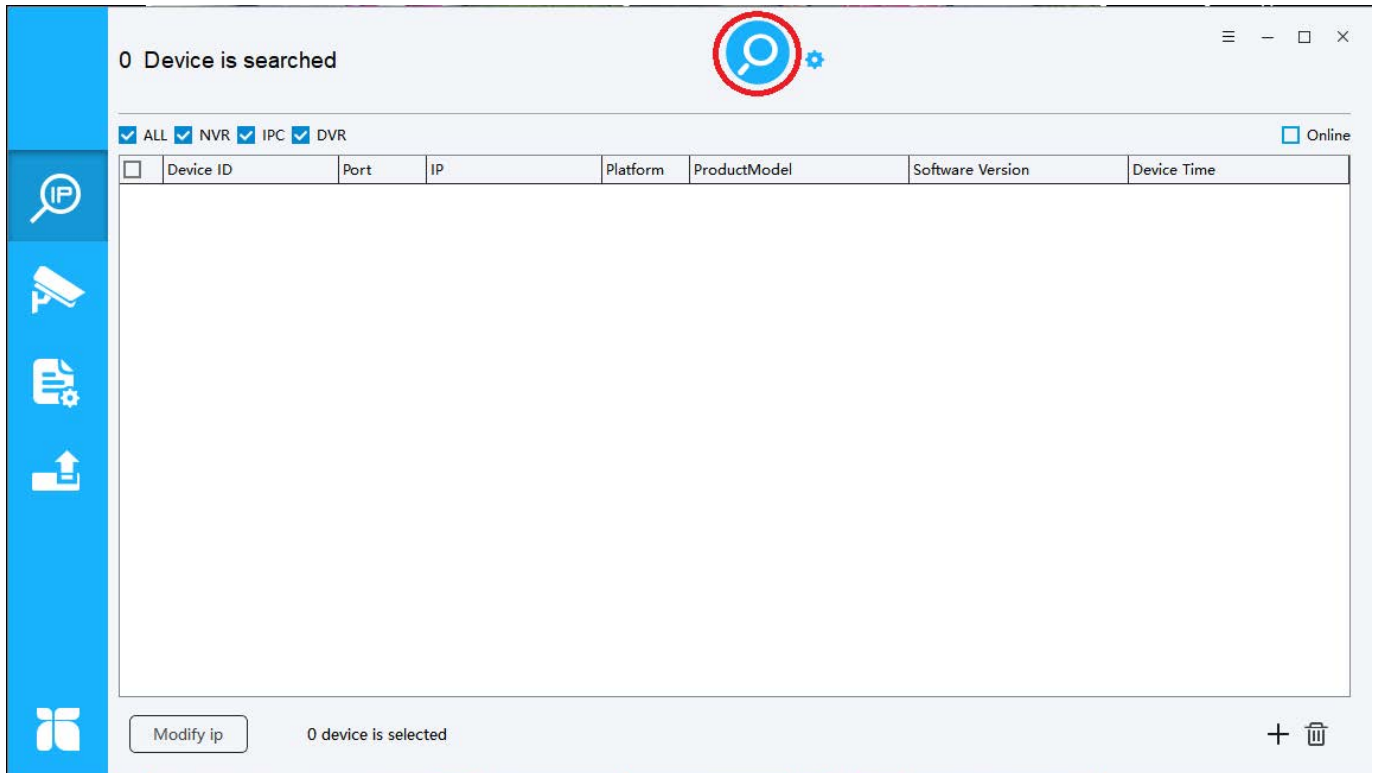 0 Device is searched
ALL NVR IPC DVR Online
Device ID Port IP Platform ProductModel Software Version Device Time
IP
Modify ip 0 device is selected